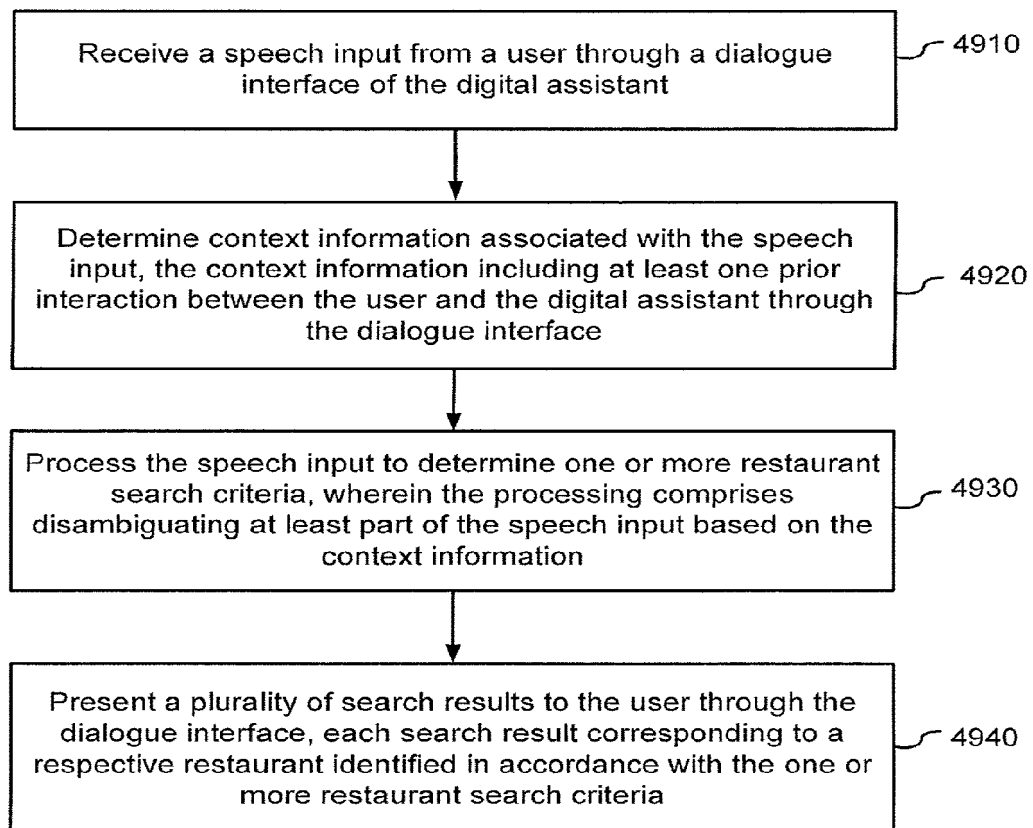 Receive a speech input from a user through a dialogue
interface of the digital assistant
4910
Determine context information associated with the speech
input, the context information including at least one prior
interaction between the user and the digital assistant through
the dialogue interface
4920
Process the speech input to determine one or more restaurant
search criteria, wherein the processing comprises
disambiguating at least part of the speech input based on the
context information
4930
Present a plurality of search results to the user through the
dialogue interface, each search result corresponding to a
respective restaurant identified in accordance with the one or
more restaurant search criteria
4940